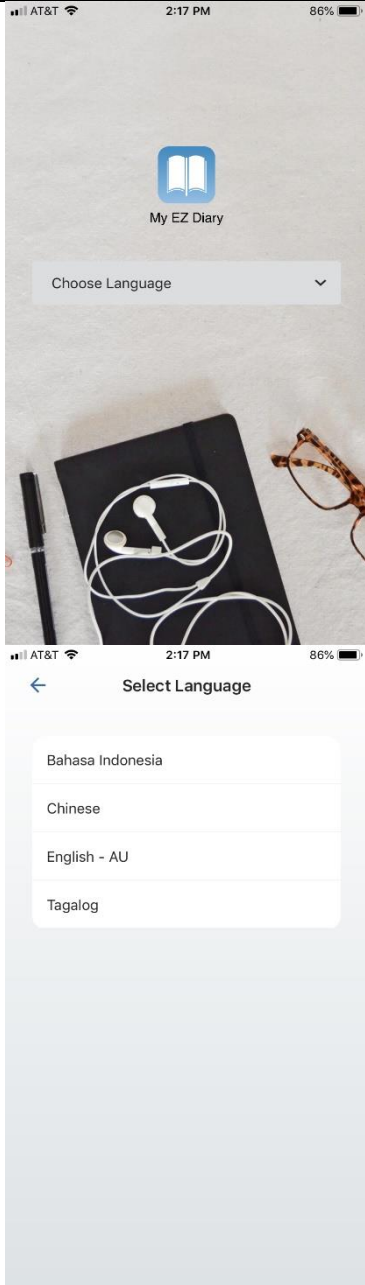 AT&T 2:17 PM 86%
My EZ Diary
Choose Language
AT&T 2:17 PM 86%
Select Language
Bahasa Indonesia
Chinese
English - AU
Tagalog